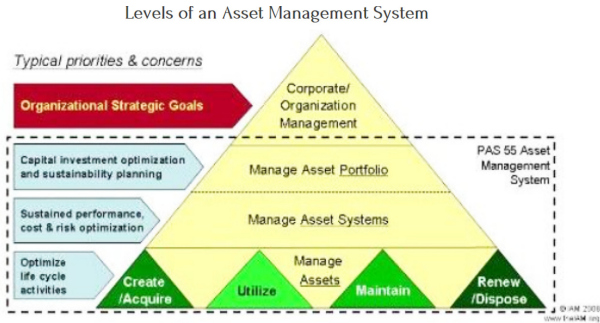 Levels of an Asset Management System
Typical priorities & concerns
Organizational Strategic Goals
Corporate/
Organization
Management
Capital investment optimization
and sustainability planning
Manage Asset Portfolio
PAS 55 Asset
Management
System
Sustained performance,
cost & risk optimization
Manage Asset Systems
Optimize
life cycle
activities
Manage
Assets
Create
/Acquire
Utilize
Maintain
Renew
/Dispose
© IAM 2008
www.theIAM.org